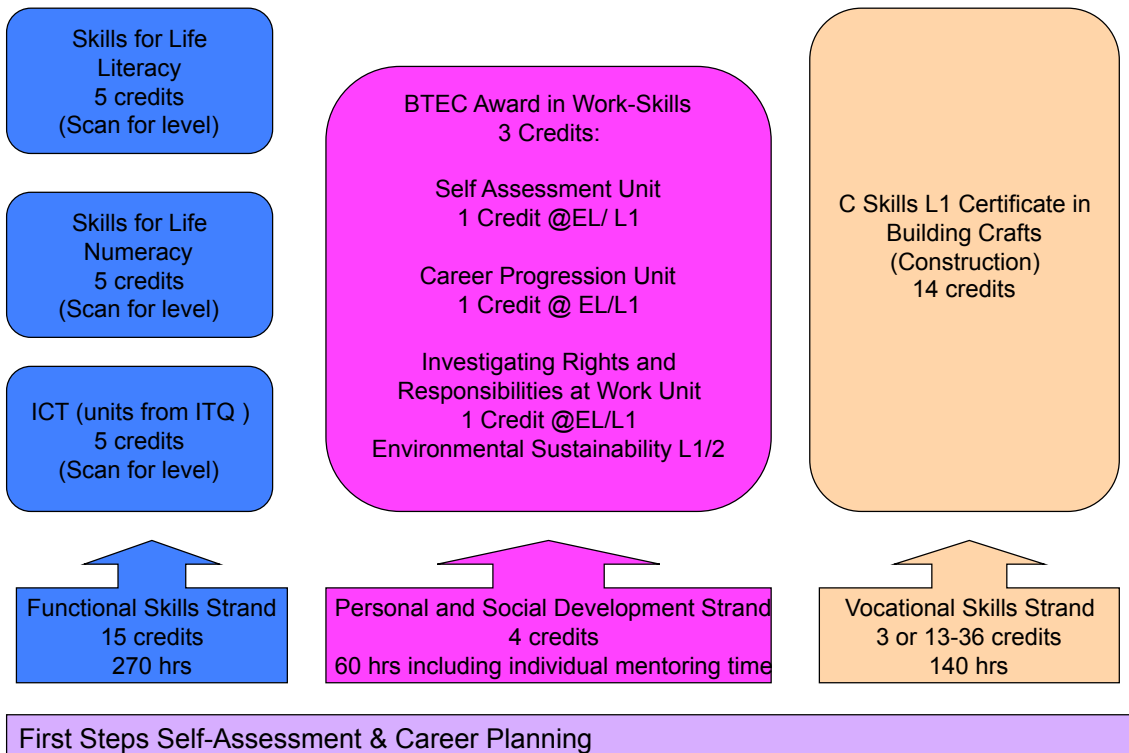 Skills for Life
Literacy
5 credits
(Scan for level)
Skills for Life
Numeracy
5 credits
(Scan for level)
ICT (units from ITQ )
5 credits
(Scan for level)
BTEC Award in Work-Skills
3 Credits:
Self Assessment Unit
1 Credit @EL/ L1
Career Progression Unit
1 Credit @ EL/L1
Investigating Rights and
Responsibilities at Work Unit
1 Credit @EL/L1
Environmental Sustainability L1/2
C Skills L1 Certificate in
Building Crafts
(Construction)
14 credits
Functional Skills Strand
15 credits
270 hrs
Personal and Social Development Strand
4 credits
60 hrs including individual mentoring time
Vocational Skills Strand
3 or 13-36 credits
140 hrs
First Steps Self-Assessment & Career Planning